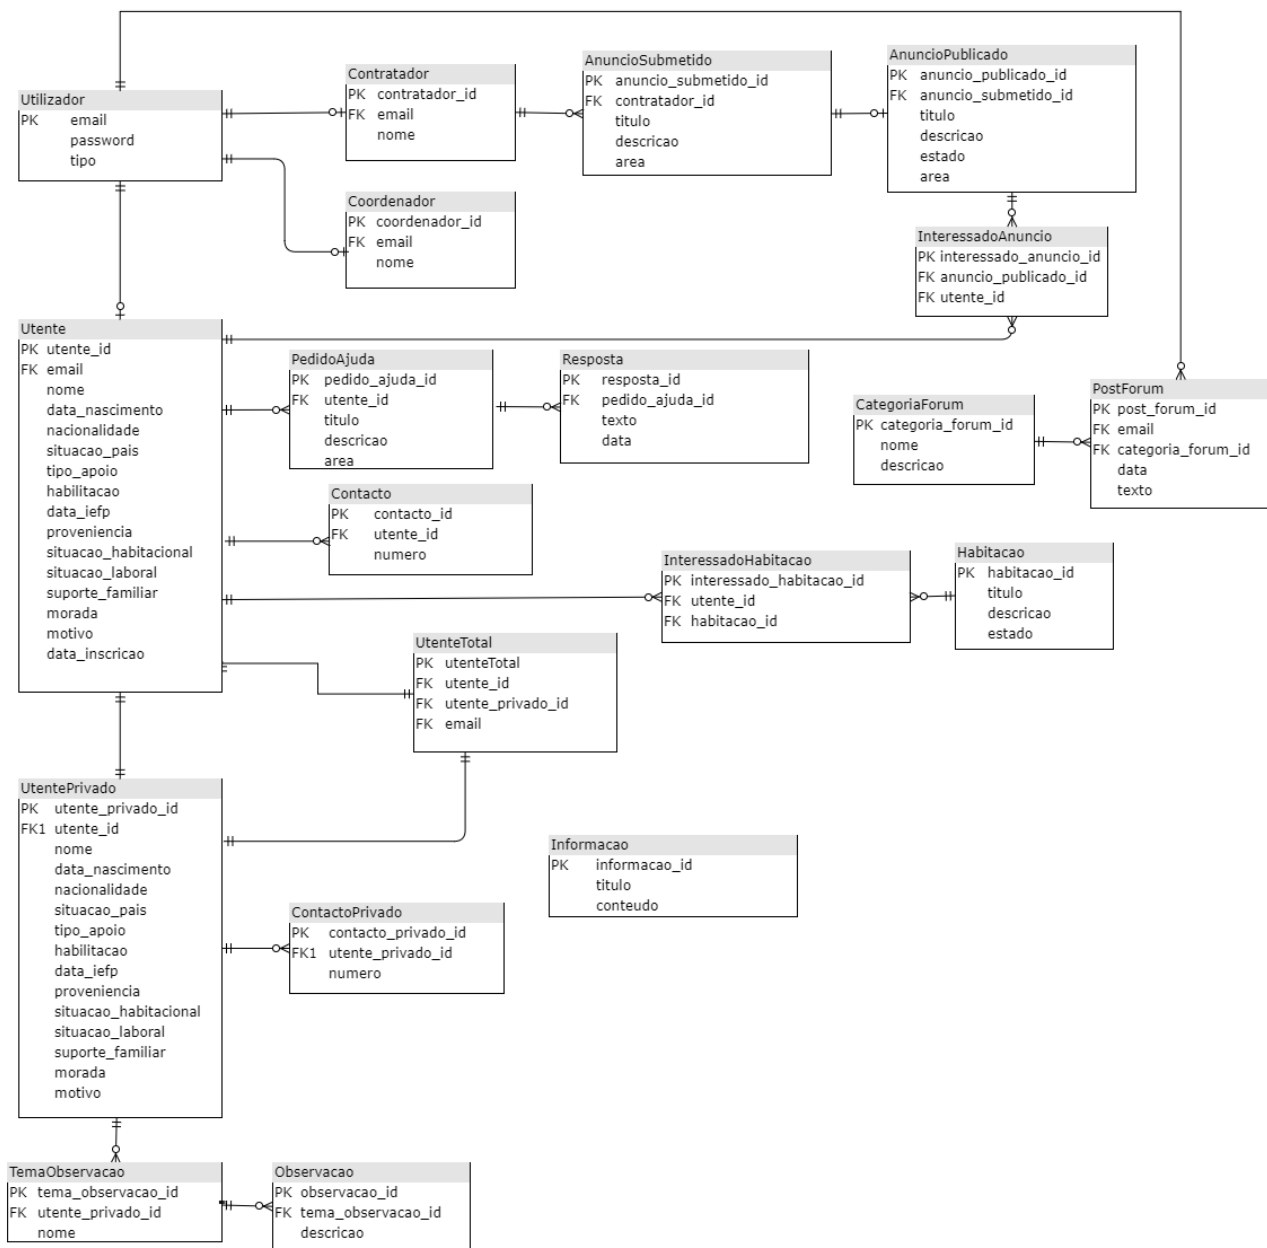 Utilizador
PK email
password
tipo
Contratador
PK contratador_id
FK email
nome
AnuncioSubmetido
PK anuncio_submetido_id
FK contratador_id
titulo
descricao
area
AnuncioPublicado
PK anuncio_publicado_id
FK anuncio_submetido_id
titulo
descricao
estado
area
Coordenador
PK coordenador_id
FK email
nome
InteressadoAnuncio
PK interessado_anuncio_id
FK anuncio_publicado_id
FK utente_id
Utente
PK utente_id
FK email
nome
data_nascimento
nacionalidade
situacao_pais
tipo_apoio
habilitacao
data_iefp
proveniencia
situacao_habitacional
situacao_laboral
suporte_familiar
morada
motivo
data_inscricao
PedidoAjuda
PK pedido_ajuda_id
FK utente_id
titulo
descricao
area
Resposta
PK resposta_id
FK pedido_ajuda_id
texto
data
CategoriaForum
PK categoria_forum_id
nome
descricao
PostForum
PK post_forum_id
FK email
FK categoria_forum_id
data
texto
Contacto
PK contacto_id
FK utente_id
numero
InteressadoHabitacao
PK interessado_habitacao_id
FK utente_id
FK habitacao_id
Habitacao
PK habitacao_id
titulo
descricao
estado
UtenteTotal
PK utenteTotal
FK utente_id
FK utente_privado_id
FK email
UtentePrivado
PK utente_privado_id
FK1 utente_id
nome
data_nascimento
nacionalidade
situacao_pais
tipo_apoio
habilitacao
data_iefp
proveniencia
situacao_habitacional
situacao_laboral
suporte_familiar
morada
motivo
Informacao
PK informacao_id
titulo
conteudo
ContactoPrivado
PK contacto_privado_id
FK1 utente_privado_id
numero
TemaObservacao
PK tema_observacao_id
FK utente_privado_id
nome
Observacao
PK observacao_id
FK tema_observacao_id
descricao